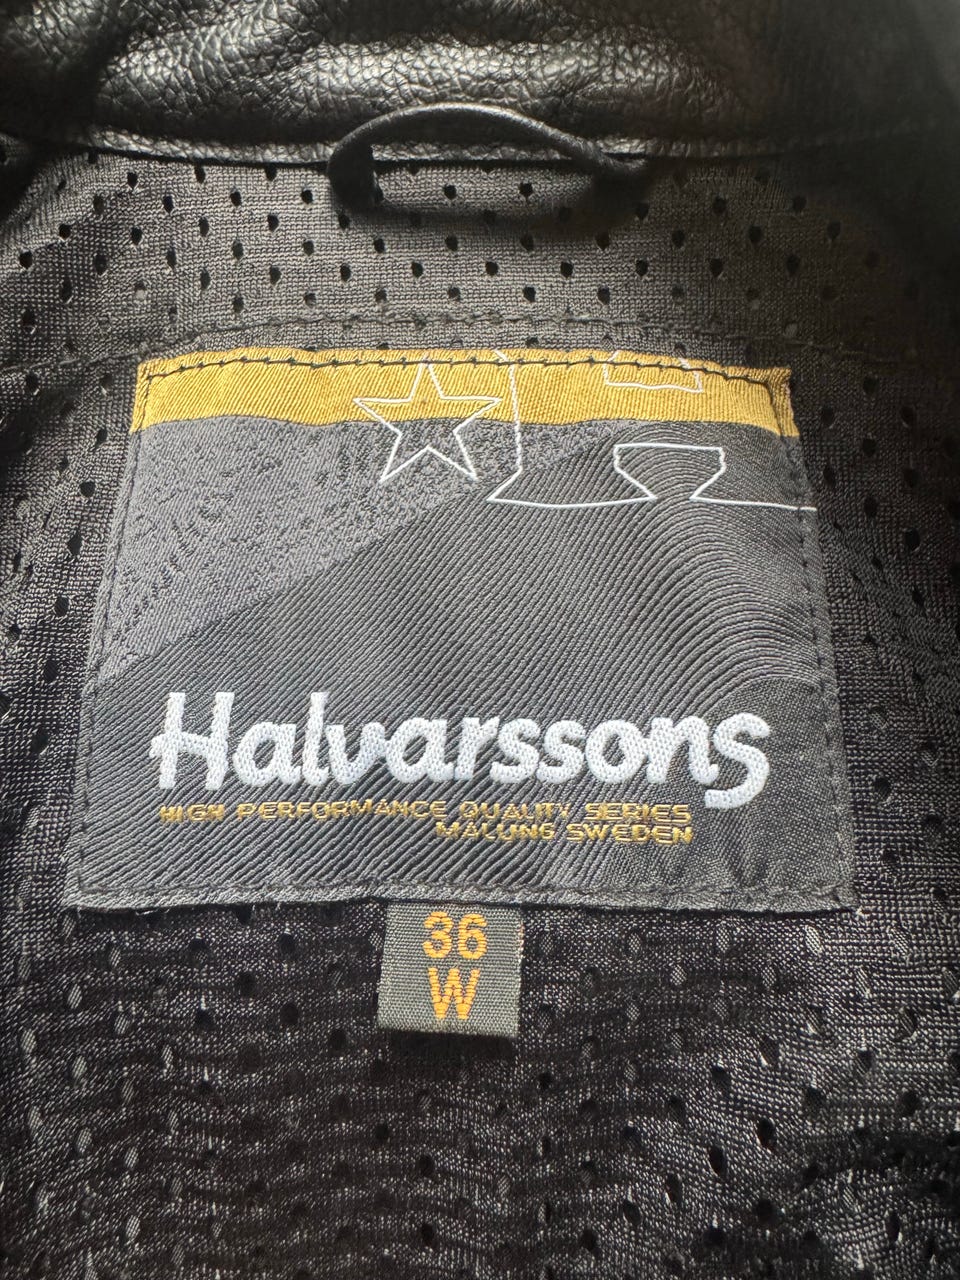 Halvarssons
HIGH PERFORMANCE QUALITY SERIES
MALUNG SWEDEN
36
W